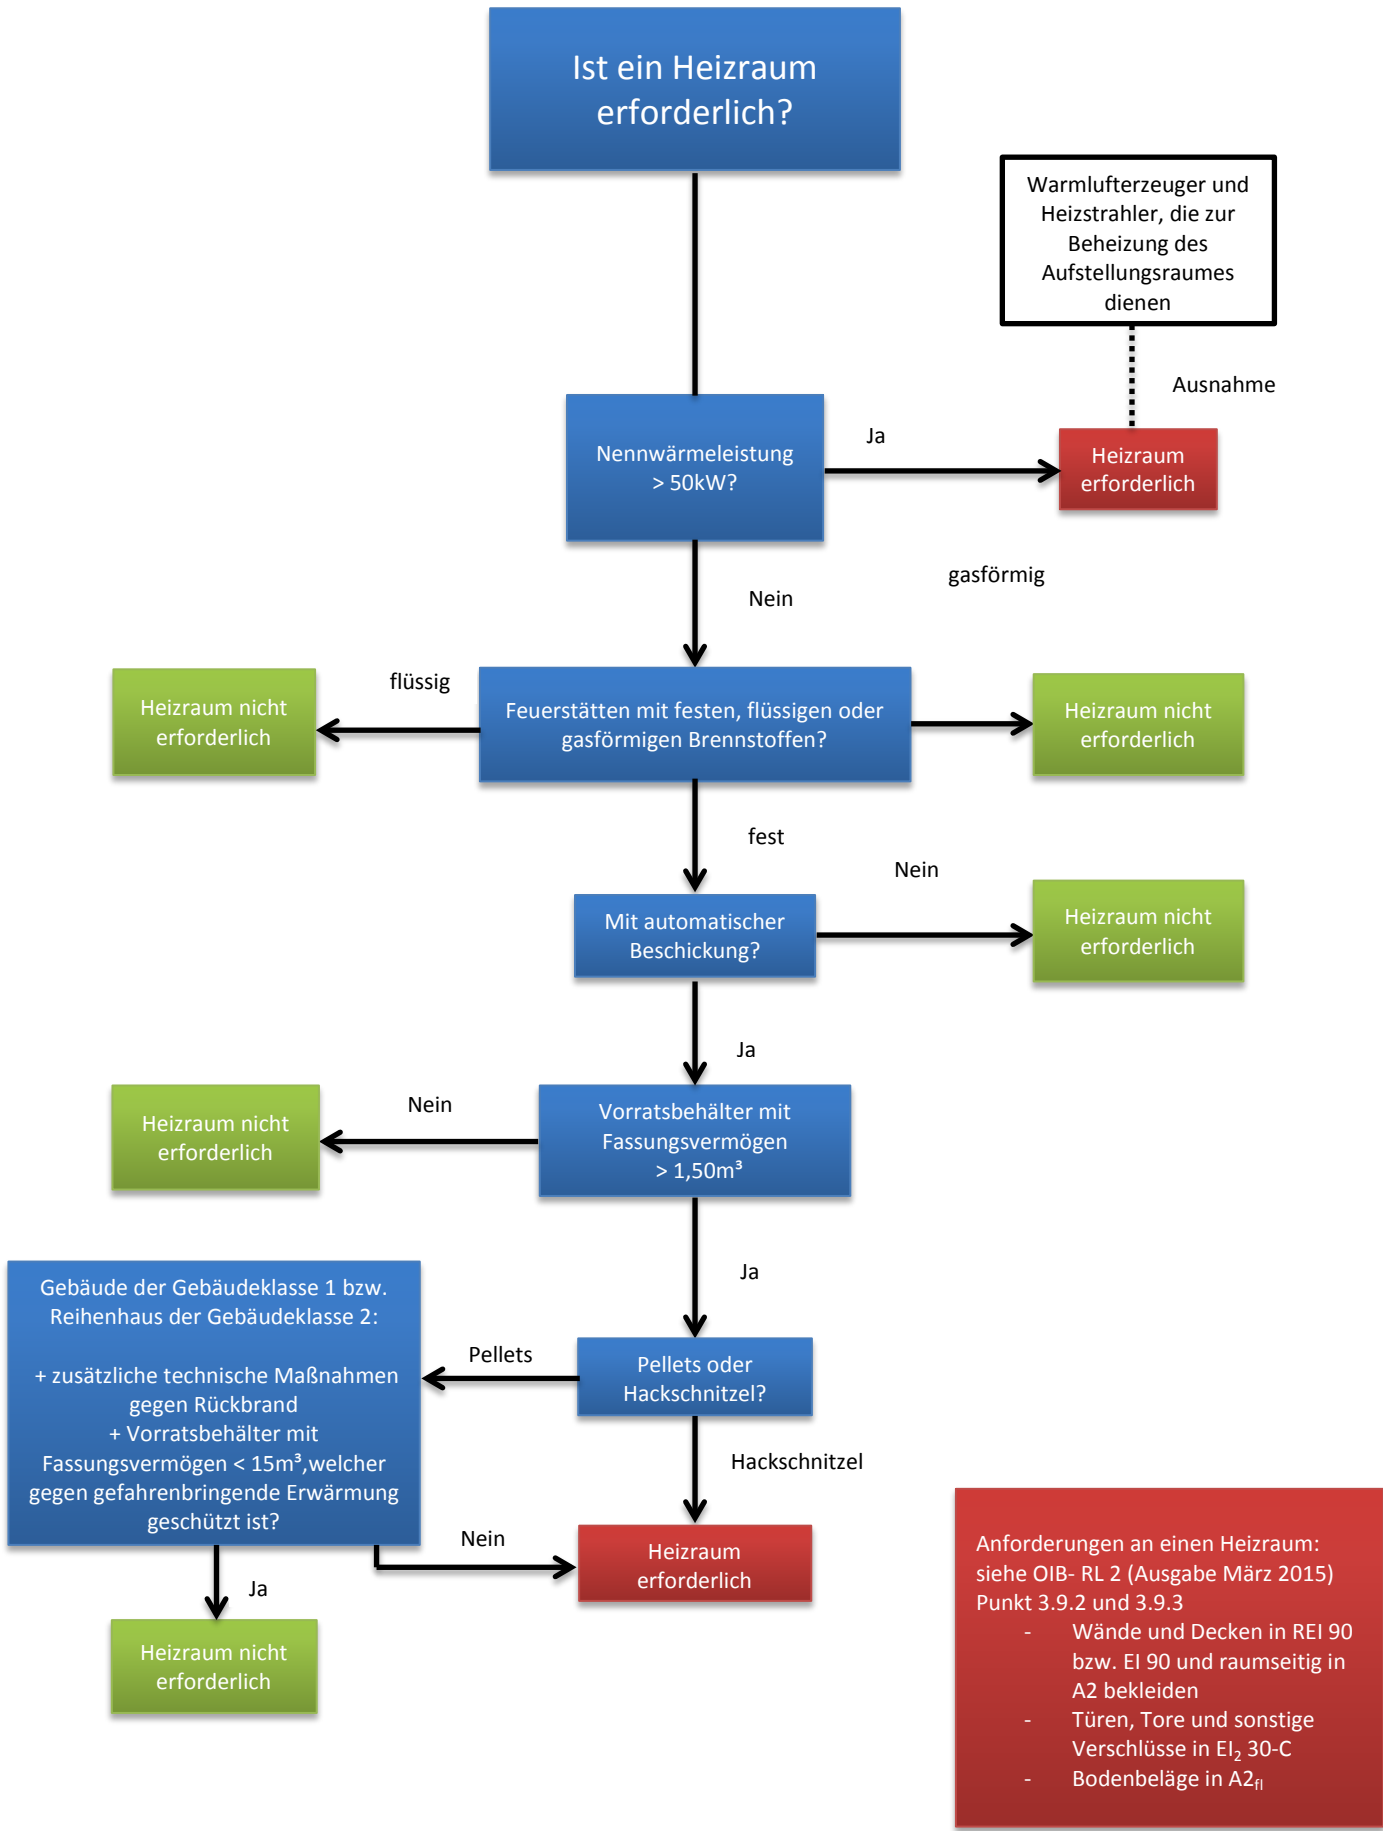 Ist ein Heizraum
erforderlich?
Warmlufterzeuger und
Heizstrahler, die zur
Beheizung des
Aufstellungsraumes
dienen
Ausnahme
Nennwärmeleistung
> 50kW?
Ja
Heizraum
erforderlich
Nein
gasförmig
Heizraum nicht
erforderlich
flüssig
Feuerstätten mit festen, flüssigen oder
gasförmigen Brennstoffen?
Heizraum nicht
erforderlich
fest
Nein
Mit automatischer
Beschickung?
Heizraum nicht
erforderlich
Ja
Heizraum nicht
erforderlich
Nein
Vorratsbehälter mit
Fassungsvermögen
> 1,50m³
Ja
Gebäude der Gebäudeklasse 1 bzw.
Reihenhaus der Gebäudeklasse 2:
+ zusätzliche technische Maßnahmen
gegen Rückbrand
+ Vorratsbehälter mit
Fassungsvermögen < 15m³,welcher
gegen gefahrenbringende Erwärmung
geschützt ist?
Pellets
Pellets oder
Hackschnitzel?
Hackschnitzel
Nein
Heizraum
erforderlich
Ja
Heizraum nicht
erforderlich
Anforderungen an einen Heizraum:
siehe OIB- RL 2 (Ausgabe März 2015)
Punkt 3.9.2 und 3.9.3
- Wände und Decken in REI 90
bzw. EI 90 und raumseitig in
A2 bekleiden
- Türen, Tore und sonstige
Verschlüsse in EI₂ 30-C
- Bodenbeläge in A2fl